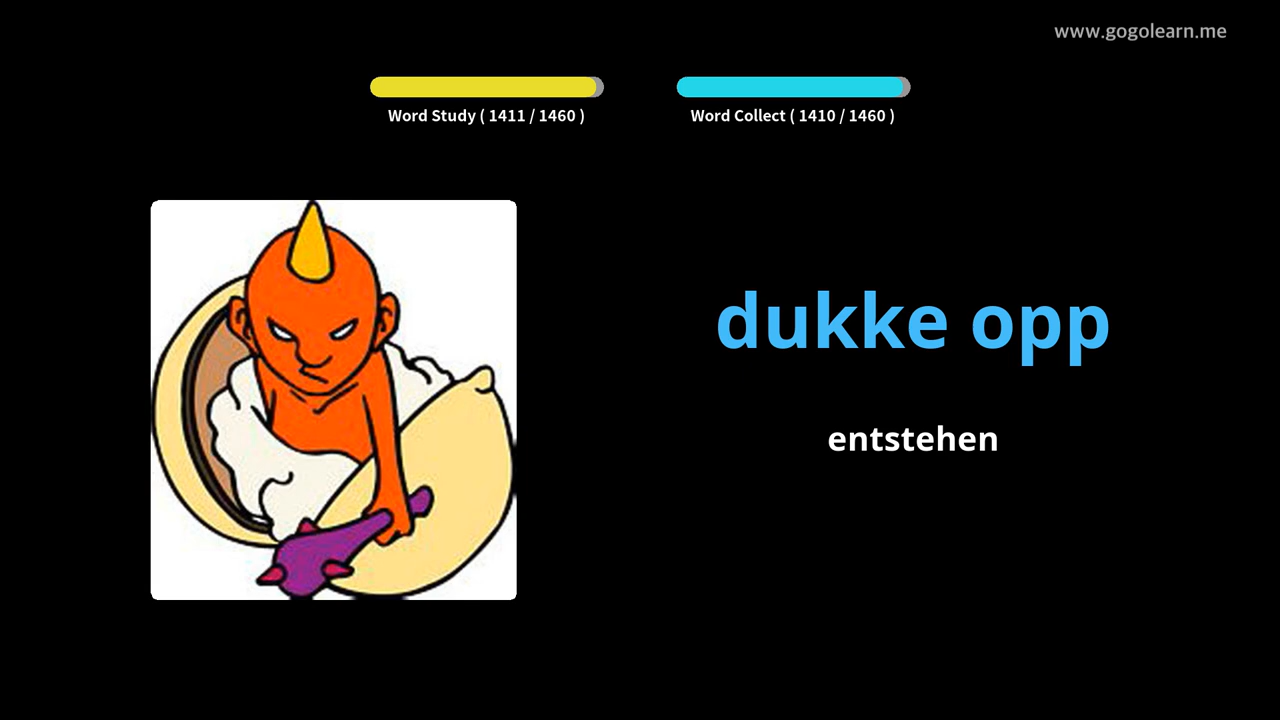 www.gogolearn.me
Word Study ( 1411 / 1460 )
Word Collect ( 1410 / 1460 )
dukke opp
entstehen